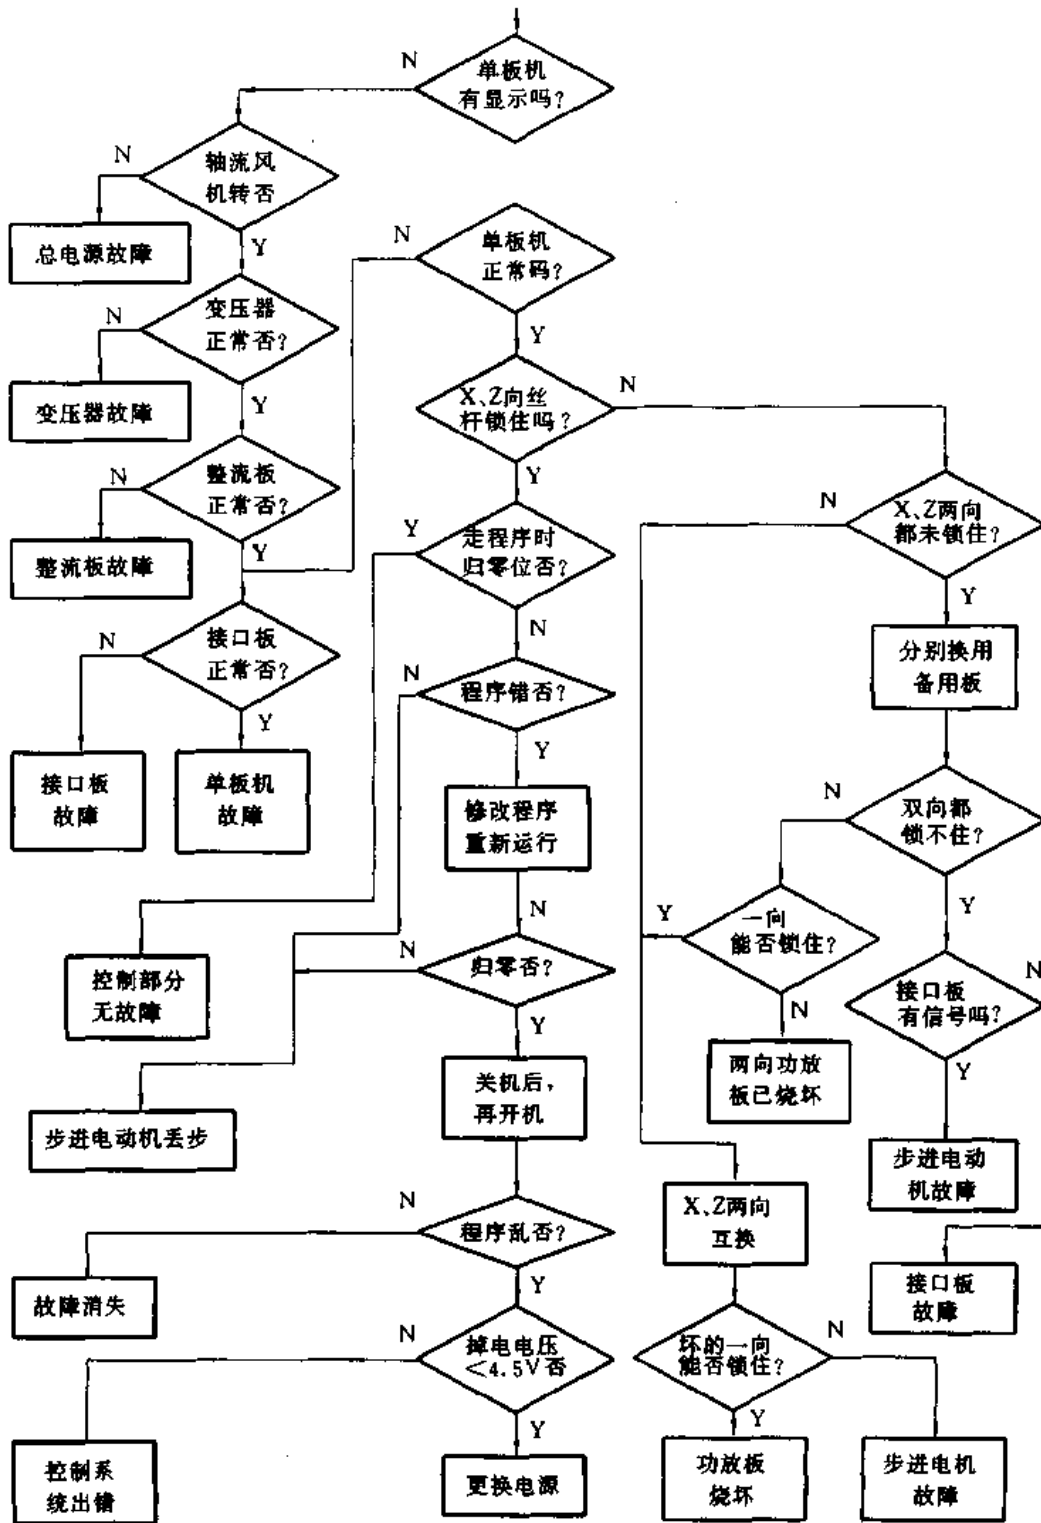 N
单板机
有显示吗?
N
轴流风
机转否
总电源故障
Y
N
单板机
正常码?
N
变压器
正常否?
Y
变压器故障
Y
X、Z向丝
杆锁住吗?
N
N
整流板
正常否?
Y
N
X、Z两向
都未锁住?
整流板故障
Y
Y
走程序时
归零位否?
Y
N
接口板
正常否?
N
分别换用
备用板
Y
N
程序错否?
接口板
故障
单板机
故障
Y
修改程序
重新运行
N
双向都
锁不住?
N
Y
一向
能否锁住?
Y
控制部分
无故障
N
归零否?
N
接口板
有信号吗?
N
Y
两向功放
板已烧坏
Y
关机后,
再开机
步进电动机丢步
步进电动
机故障
X、Z两向
互换
N
程序乱否?
接口板
故障
故障消失
Y
N
掉电电压
<4.5V否
坏的一向
能否锁住?
N
Y
Y
控制系
统出错
更换电源
功放板
烧坏
步进电机
故障